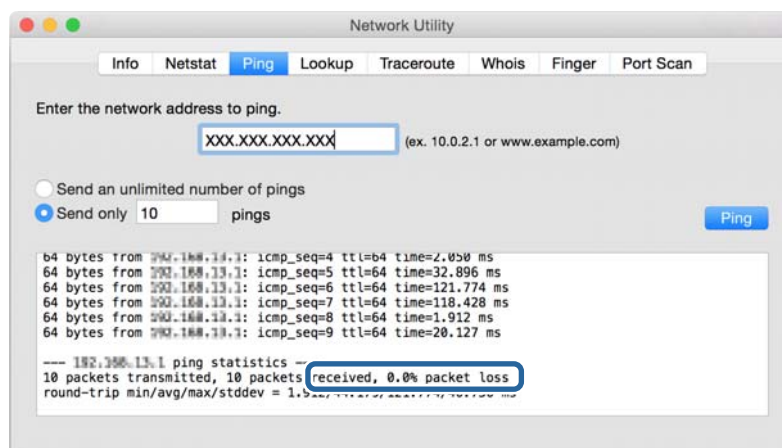 Network Utility
Info Netstat Ping Lookup Traceroute Whois Finger Port Scan
Enter the network address to ping.
XXX.XXX.XXX.XXX (ex. 10.0.2.1 or www.example.com)
Send an unlimited number of pings
Send only 10 pings
Ping
64 bytes from : icmp_seq=4 ttl=64 time=2.050 ms
64 bytes from : icmp_seq=5 ttl=64 time=32.896 ms
64 bytes from : icmp_seq=6 ttl=64 time=121.774 ms
64 bytes from : icmp_seq=7 ttl=64 time=118.428 ms
64 bytes from : icmp_seq=8 ttl=64 time=1.912 ms
64 bytes from : icmp_seq=9 ttl=64 time=20.127 ms
--- ping statistics --
10 packets transmitted, 10 packets received, 0.0% packet loss
round-trip min/avg/max/stddev = ms